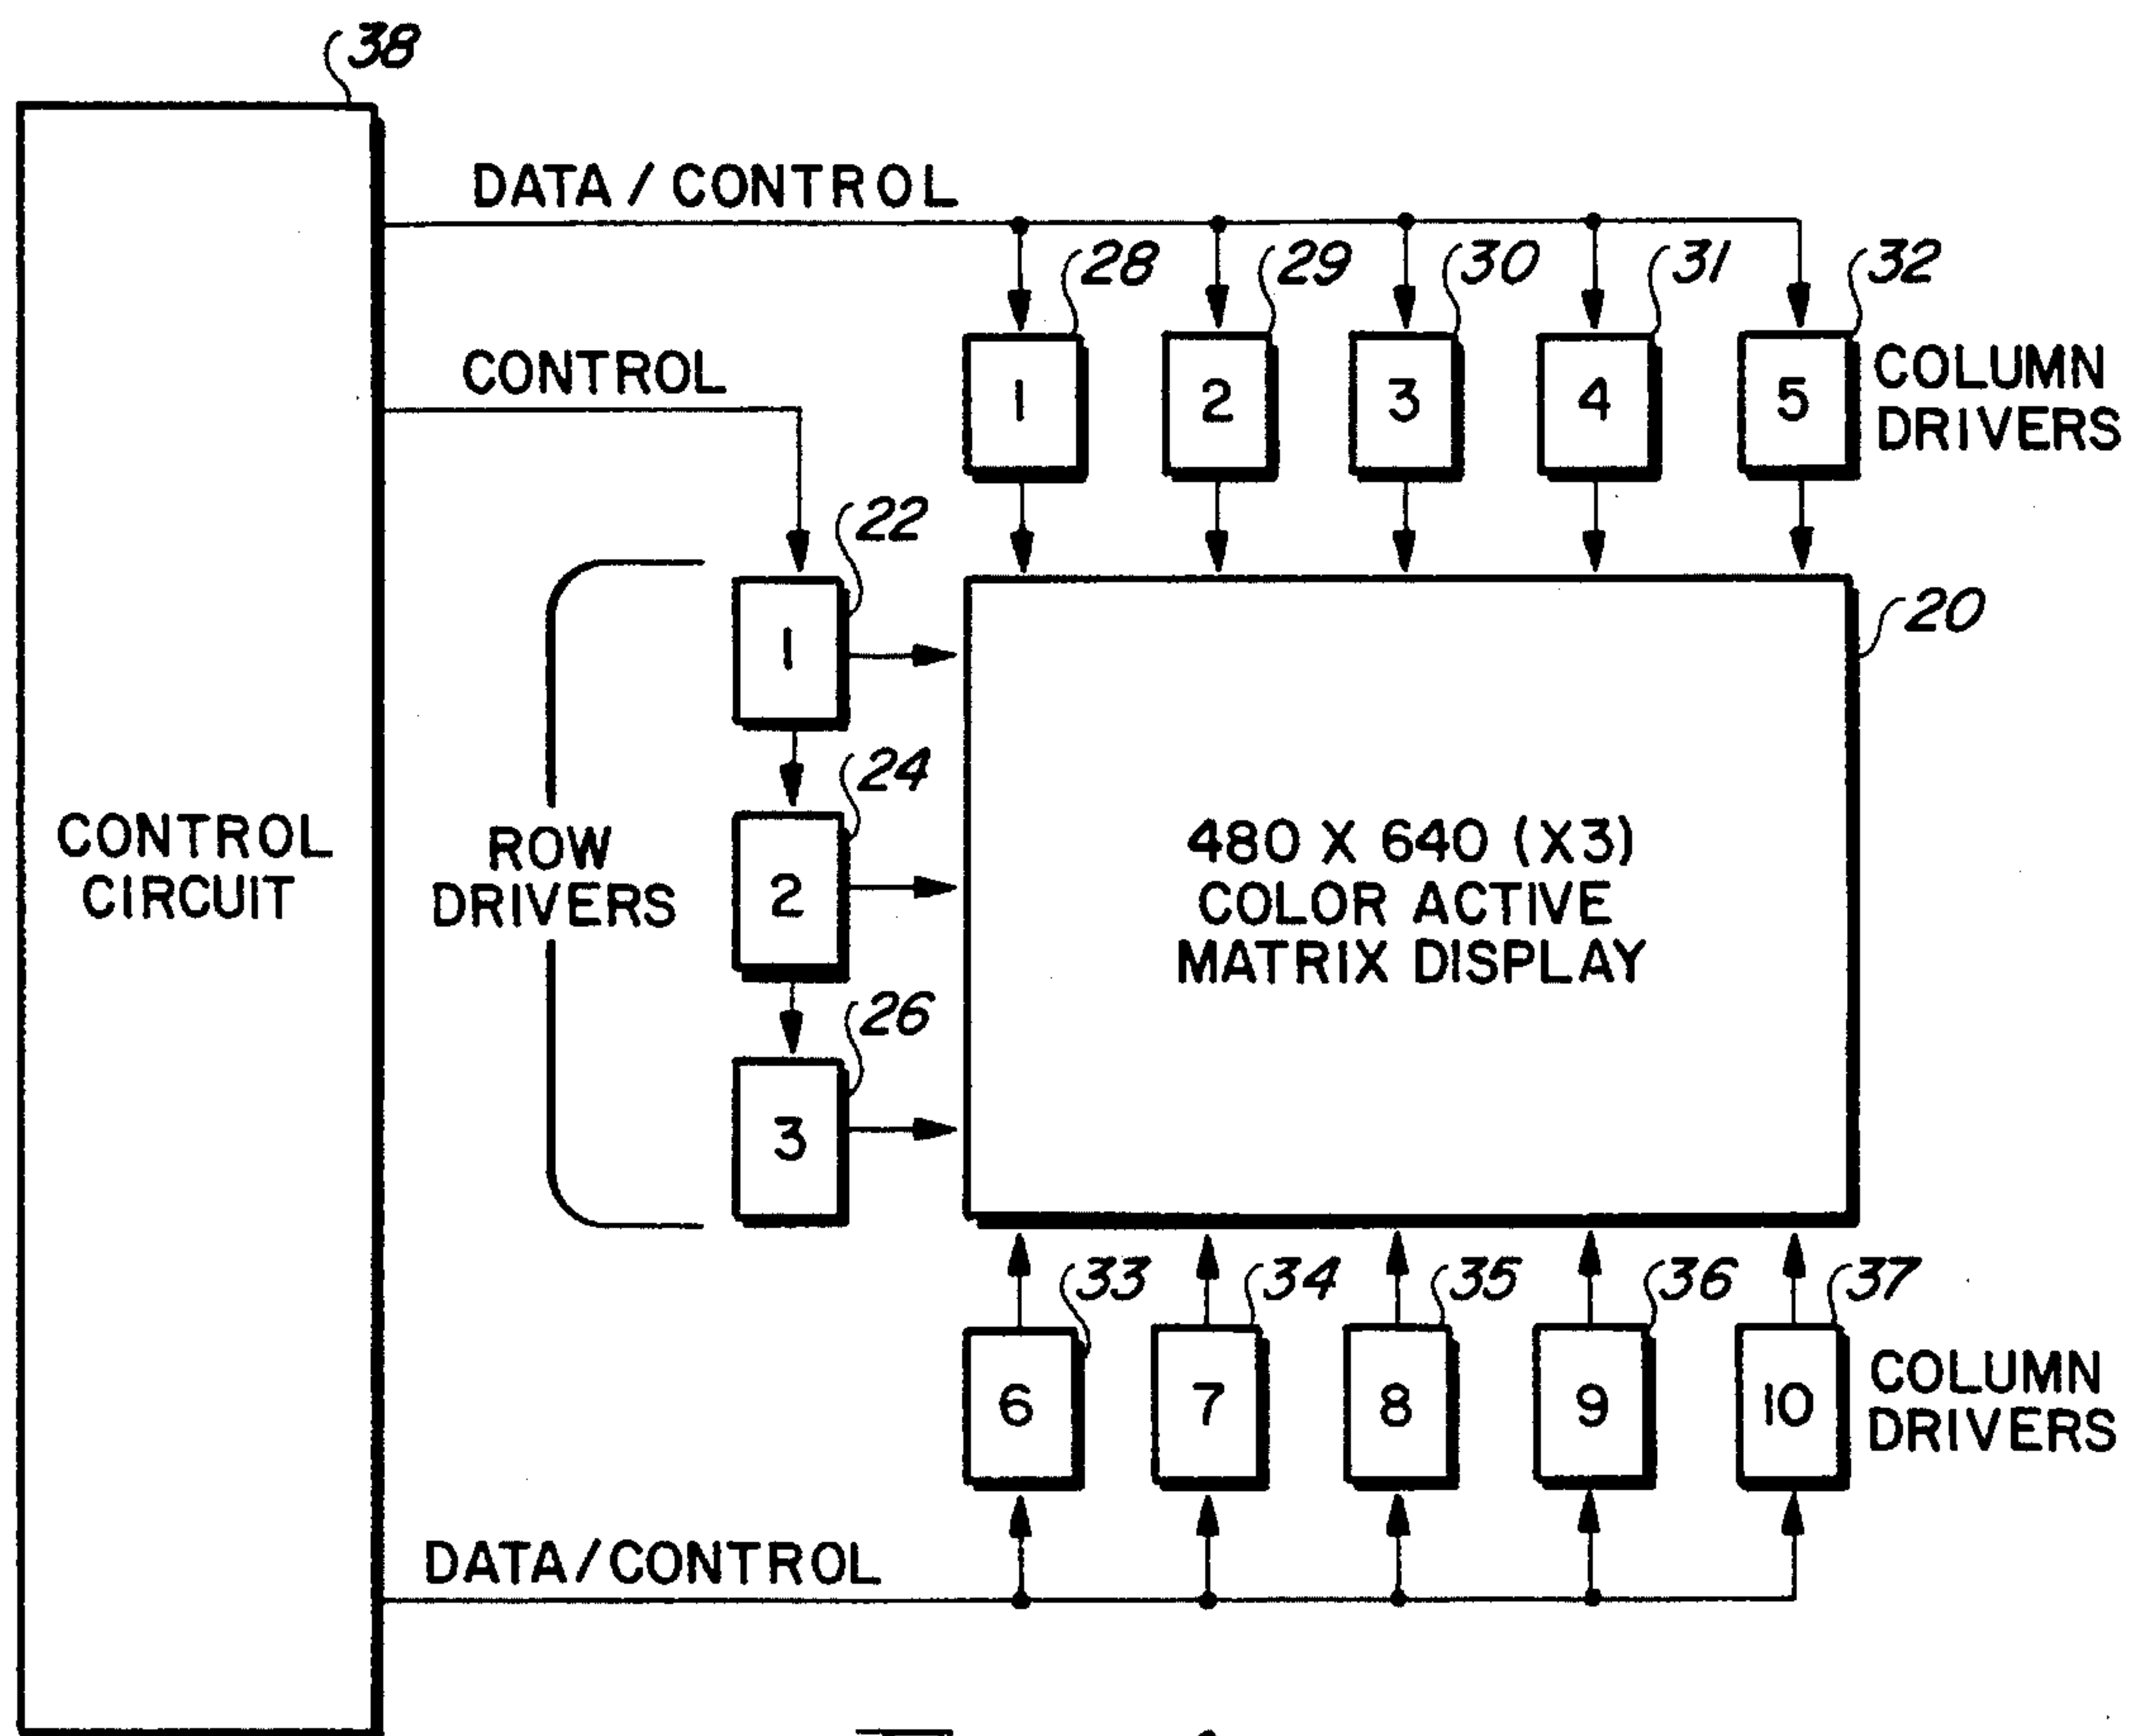 38
DATA / CONTROL
28
29
30
31
32
CONTROL
1
2
3
4
5
COLUMN
DRIVERS
22
20
1
24
CONTROL
CIRCUIT
ROW
DRIVERS
2
480 X 640 (X3)
COLOR ACTIVE
MATRIX DISPLAY
26
3
33
34
35
36
37
6
7
8
9
10
COLUMN
DRIVERS
DATA/CONTROL